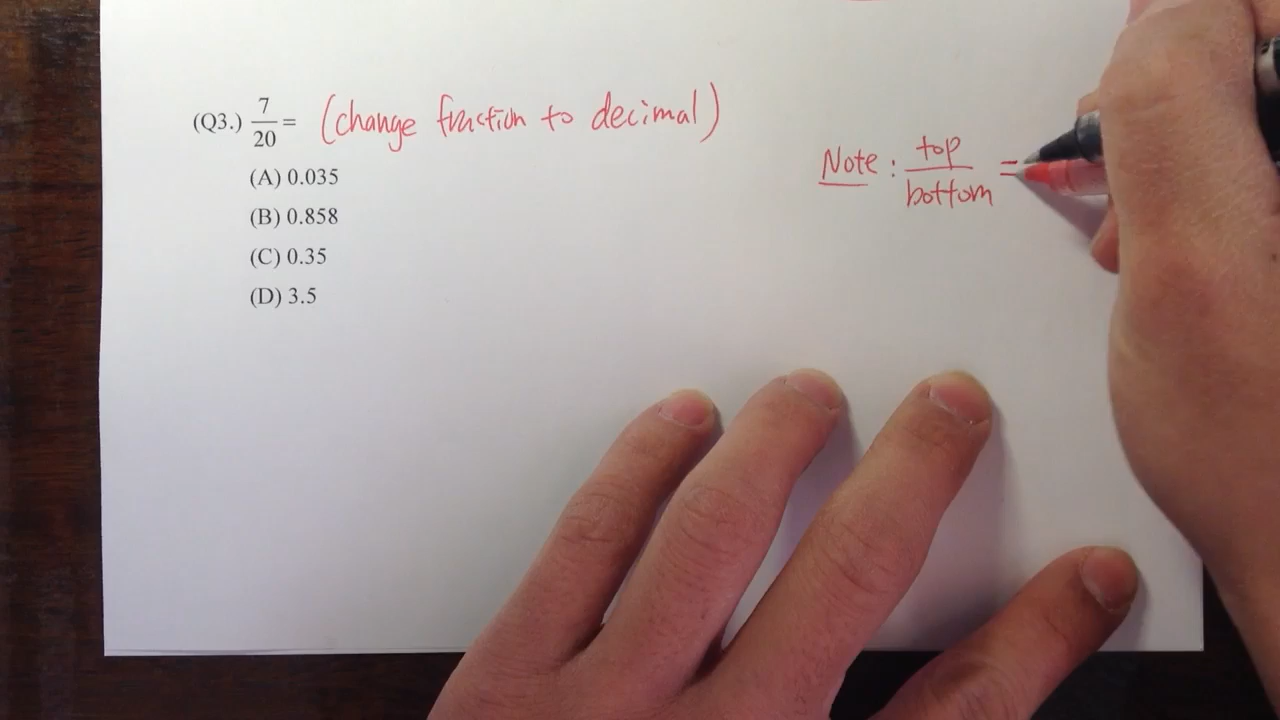 (Q3.) 7/20 = (change fraction to decimal)
(A) 0.035
(B) 0.858
(C) 0.35
(D) 3.5
Note: top/bottom =